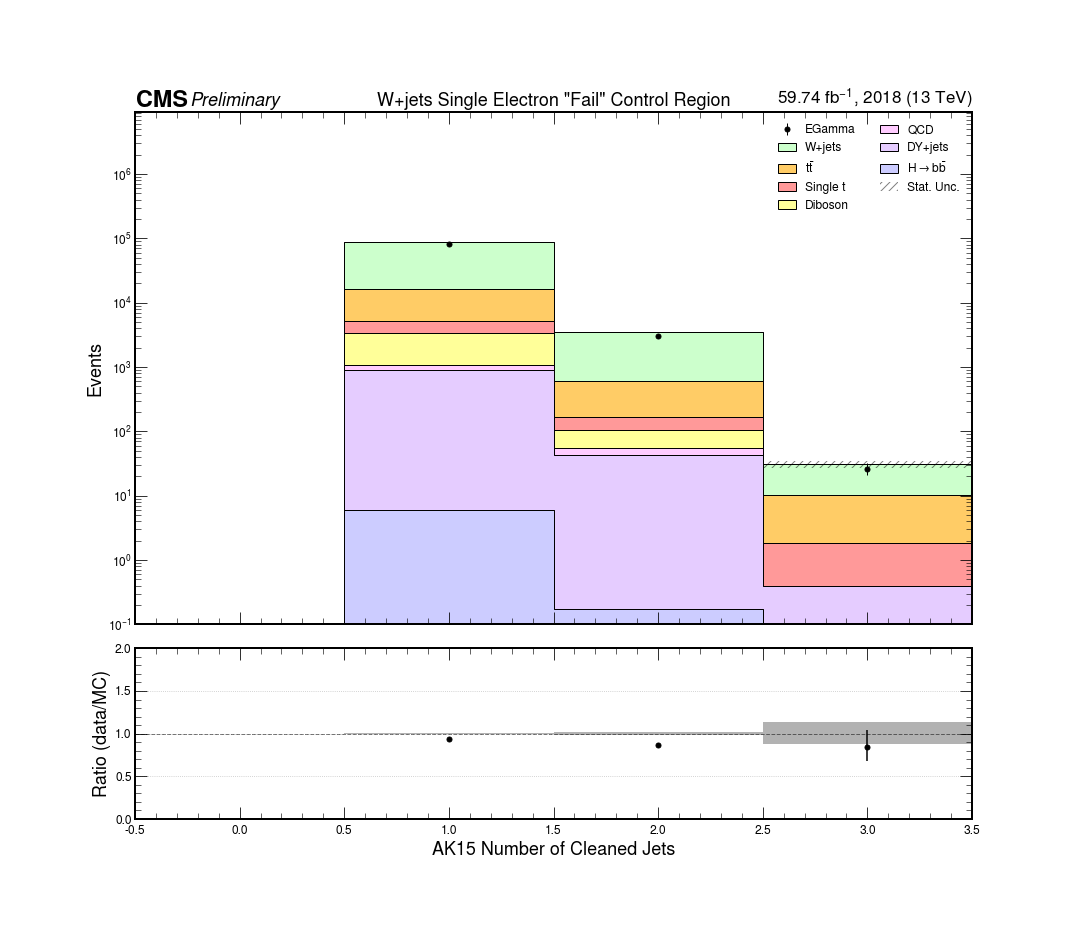 CMS Preliminary W+jets Single Electron "Fail" Control Region 59.74 fb⁻¹, 2018 (13 TeV)
EGamma
W+jets
tt̄
Single t
Diboson
QCD
DY+jets
H→bb̄
Stat. Unc.
Events
10⁶
10⁵
10⁴
10³
10²
10¹
10⁰
10⁻¹
Ratio (data/MC)
2.0
1.5
1.0
0.5
0.0
-0.5 0.0 0.5 1.0 1.5 2.0 2.5 3.0 3.5
AK15 Number of Cleaned Jets